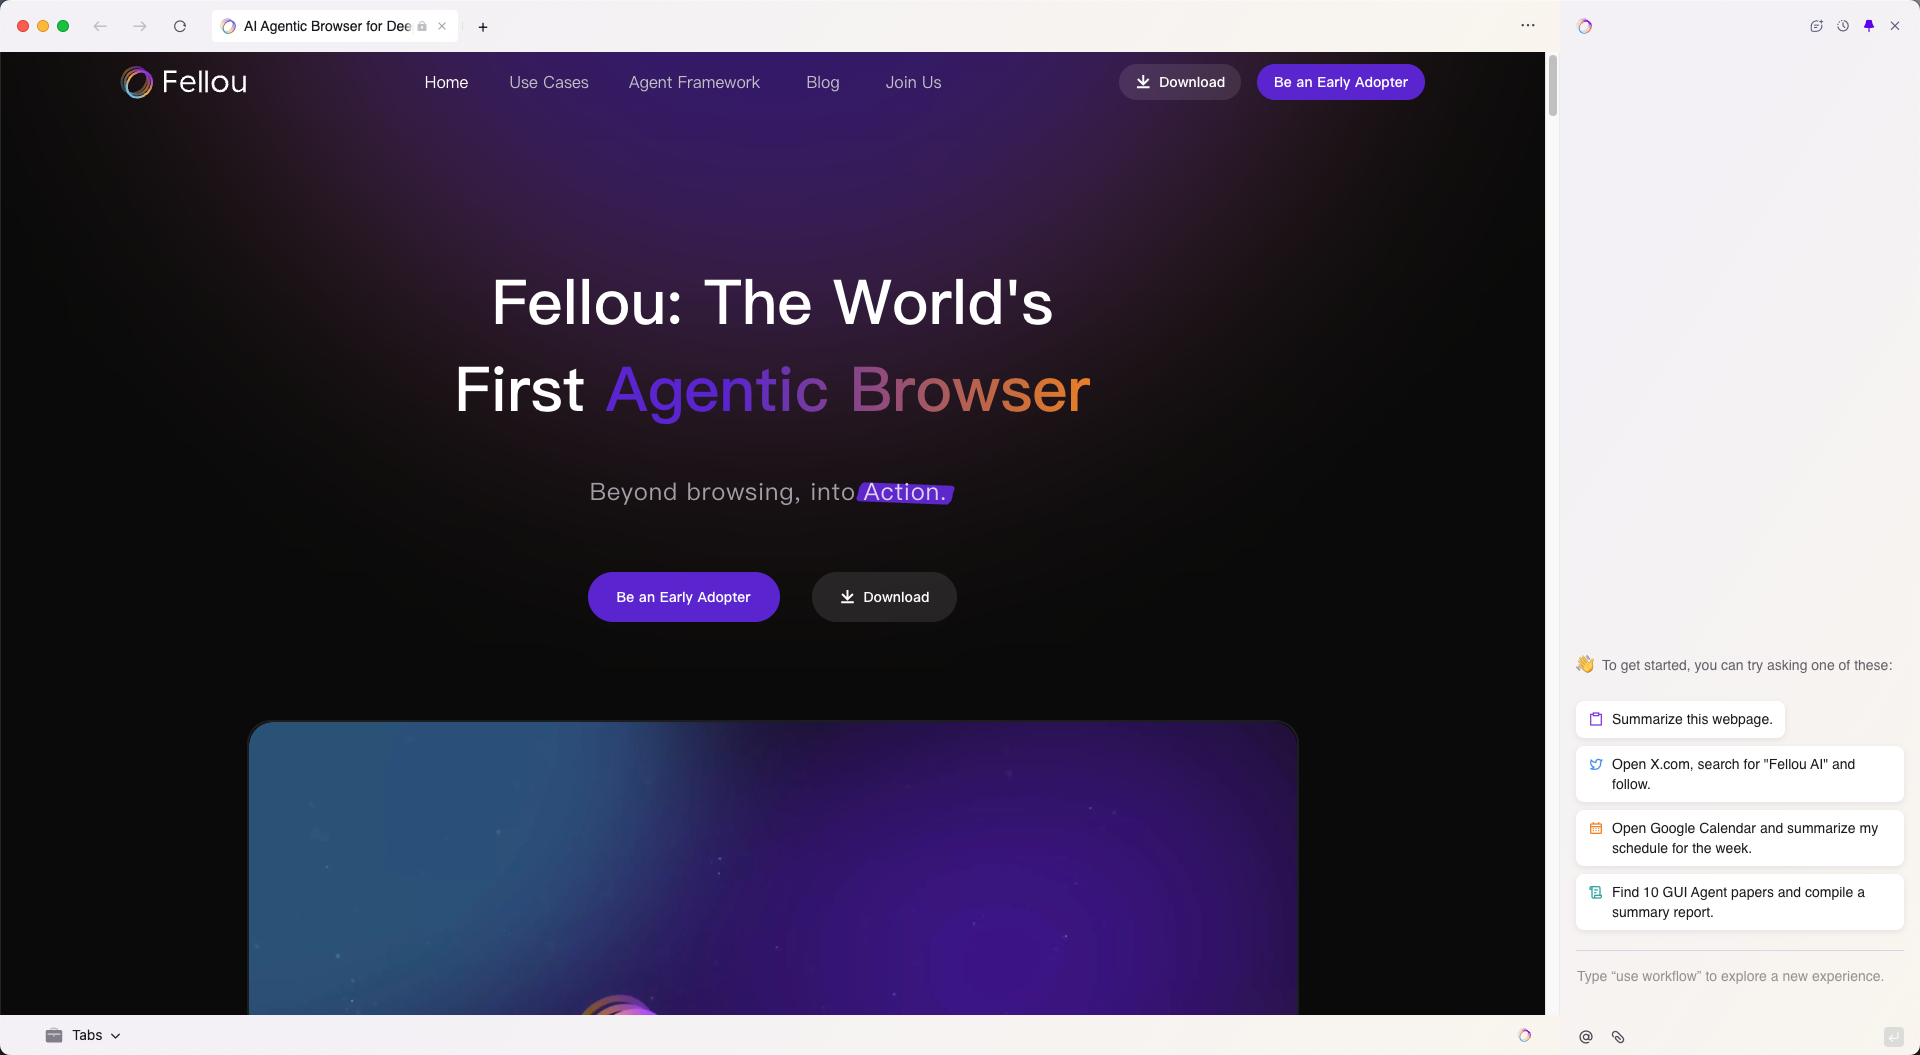 AI Agentic Browser for Dee
Fellou
Home
Use Cases
Agent Framework
Blog
Join Us
Download
Be an Early Adopter
Fellou: The World's
First Agentic Browser
Beyond browsing, into Action.
Be an Early Adopter
Download
Tabs
👋 To get started, you can try asking one of these:
Summarize this webpage.
Open X.com, search for "Fellou AI" and
follow.
Open Google Calendar and summarize my
schedule for the week.
Find 10 GUI Agent papers and compile a
summary report.
Type “use workflow” to explore a new experience.